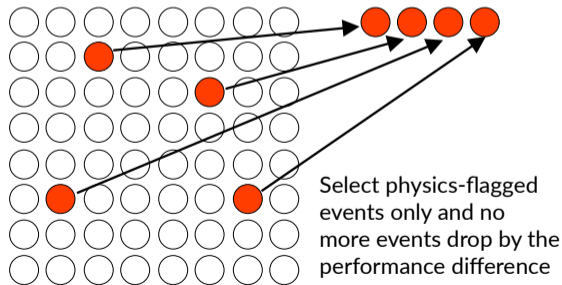 Select physics-flagged
events only and no
more events drop by the
performance difference